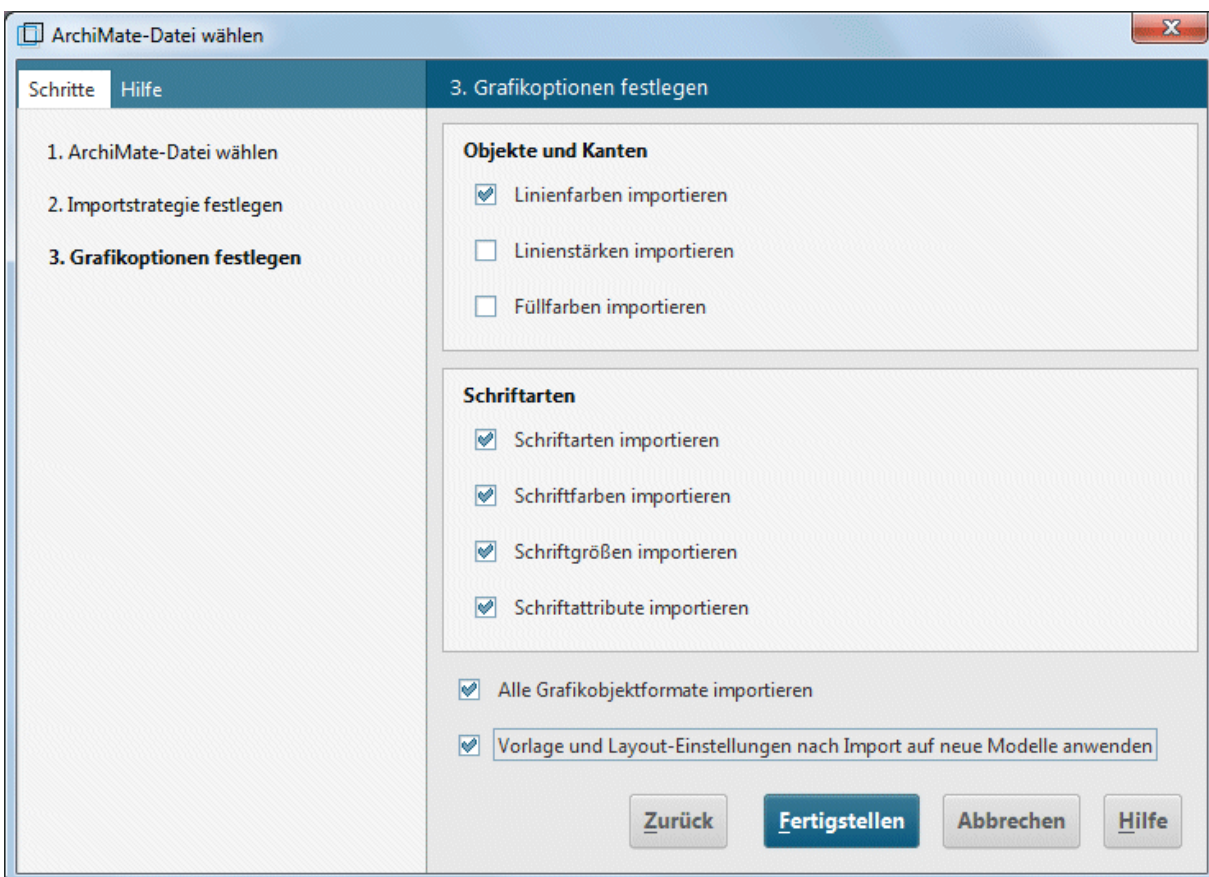 ArchiMate-Datei wählen
Schritte Hilfe
1. ArchiMate-Datei wählen
2. Importstrategie festlegen
3. Grafikoptionen festlegen
3. Grafikoptionen festlegen
Objekte und Kanten
Linienfarben importieren
Linienstärken importieren
Füllfarben importieren
Schriftarten
Schriftarten importieren
Schriftfarben importieren
Schriftgrößen importieren
Schriftattribute importieren
Alle Grafikobjektformate importieren
Vorlage und Layout-Einstellungen nach Import auf neue Modelle anwenden
Zurück Fertigstellen Abbrechen Hilfe